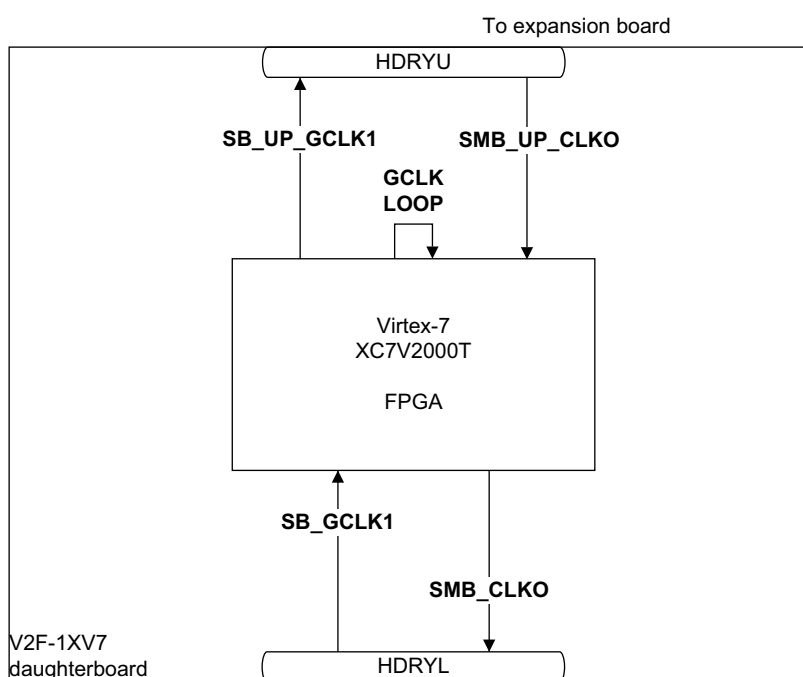 To expansion board
HDRYU
SB_UP_GCLK1
SMB_UP_CLKO
GCLK
LOOP
Virtex-7
XC7V2000T
FPGA
SB_GCLK1
SMB_CLKO
V2F-1XV7
daughterboard
HDRYL